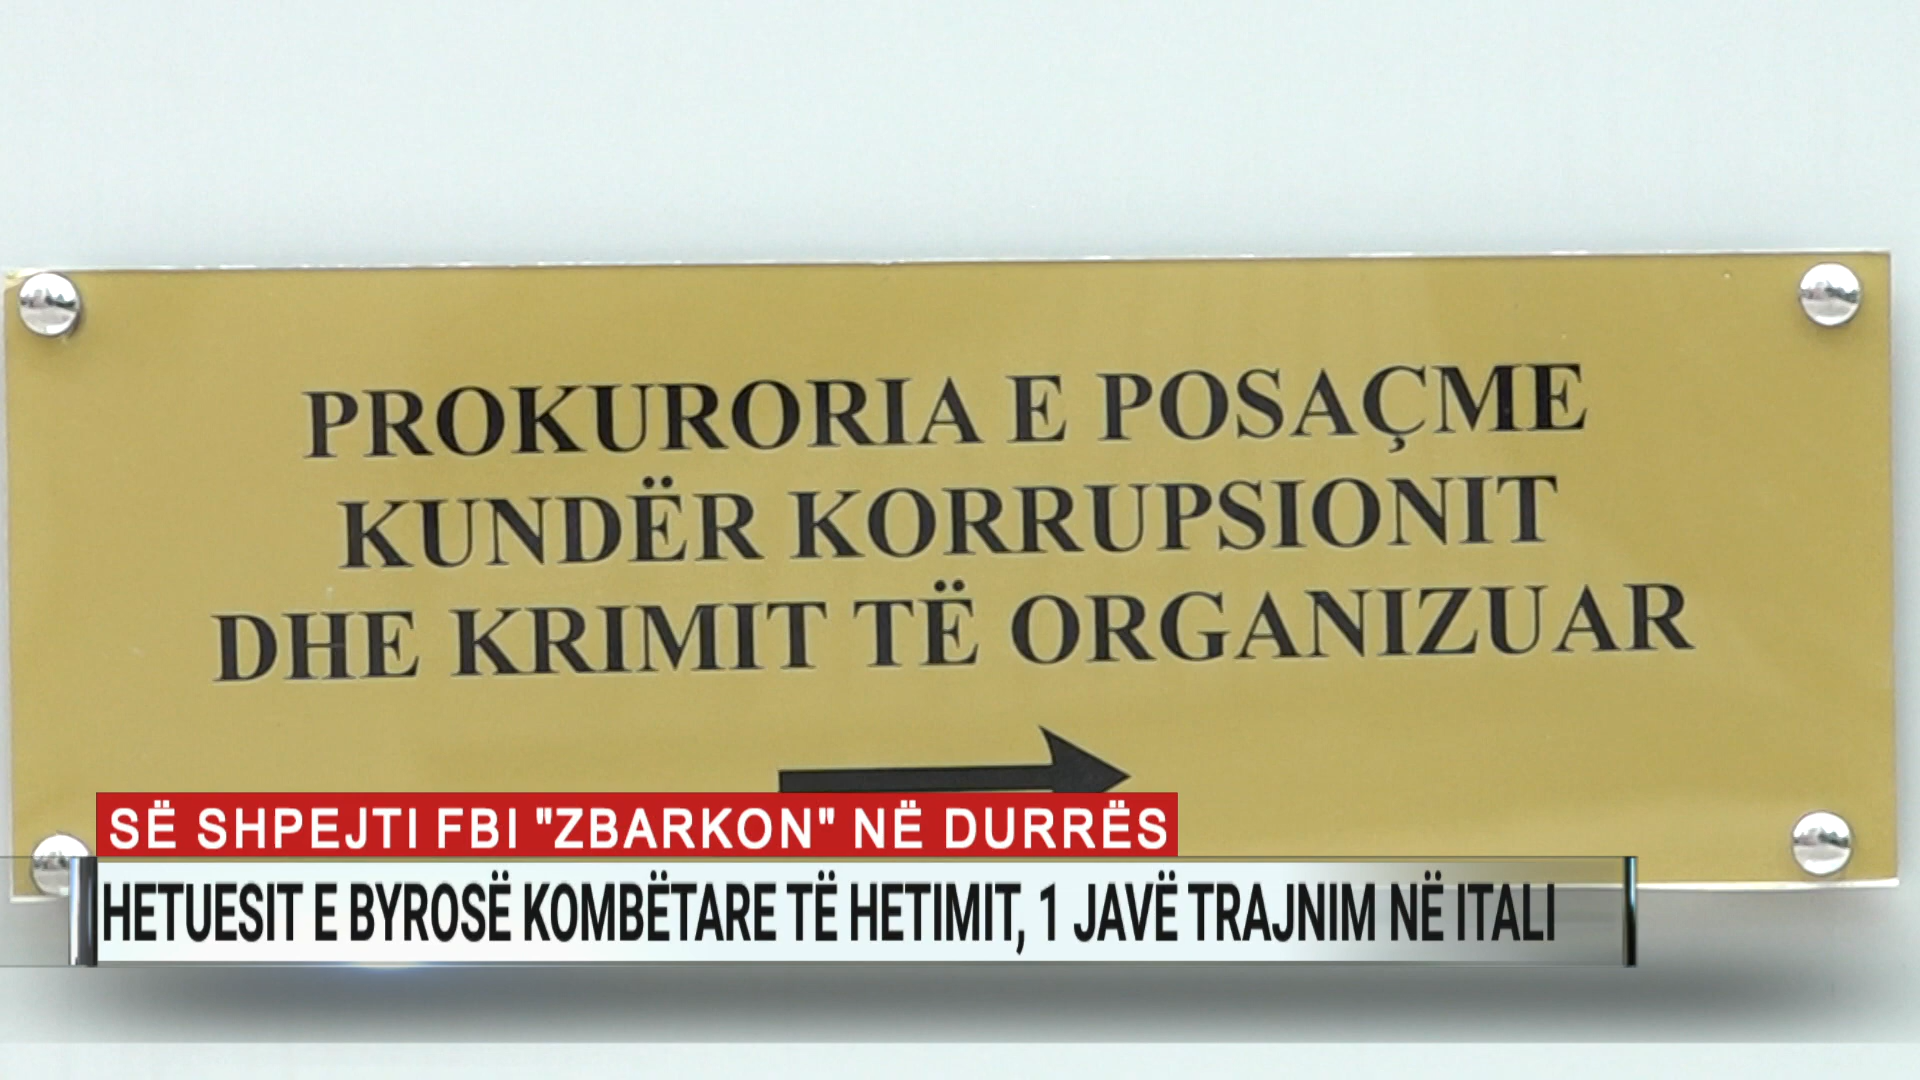 PROKURORIA E POSAÇME
KUNDËR KORRUPSIONIT
DHE KRIMIT TË ORGANIZUAR
SË SHPEJTI FBI "ZBARKON" NË DURRËS
HETUESIT E BYROSË KOMBËTARE TË HETIMIT, 1 JAVË TRAJNIM NË ITALI